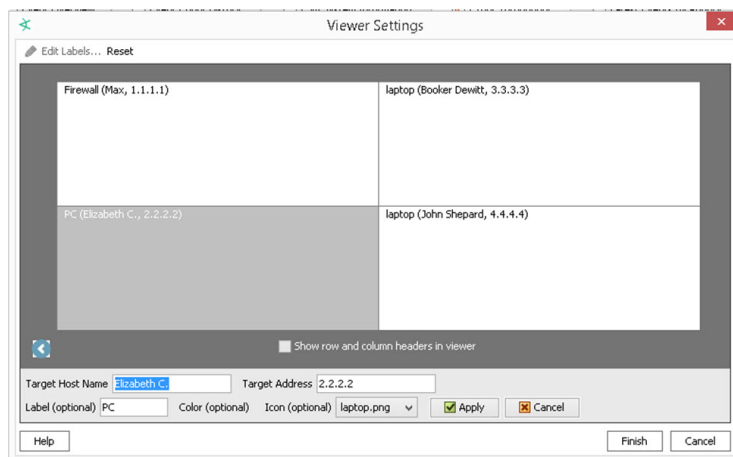 Viewer Settings
Edit Labels... Reset
Firewall (Max, 1.1.1.1)
laptop (Booker Dewitt, 3.3.3.3)
PC (Elizabeth C., 2.2.2.2)
laptop (John Shepard, 4.4.4.4)
Show row and column headers in viewer
Target Host Name Elizabeth C. Target Address 2.2.2.2
Label (optional) PC Color (optional) Icon (optional) laptop.png Apply Cancel
Help Finish Cancel